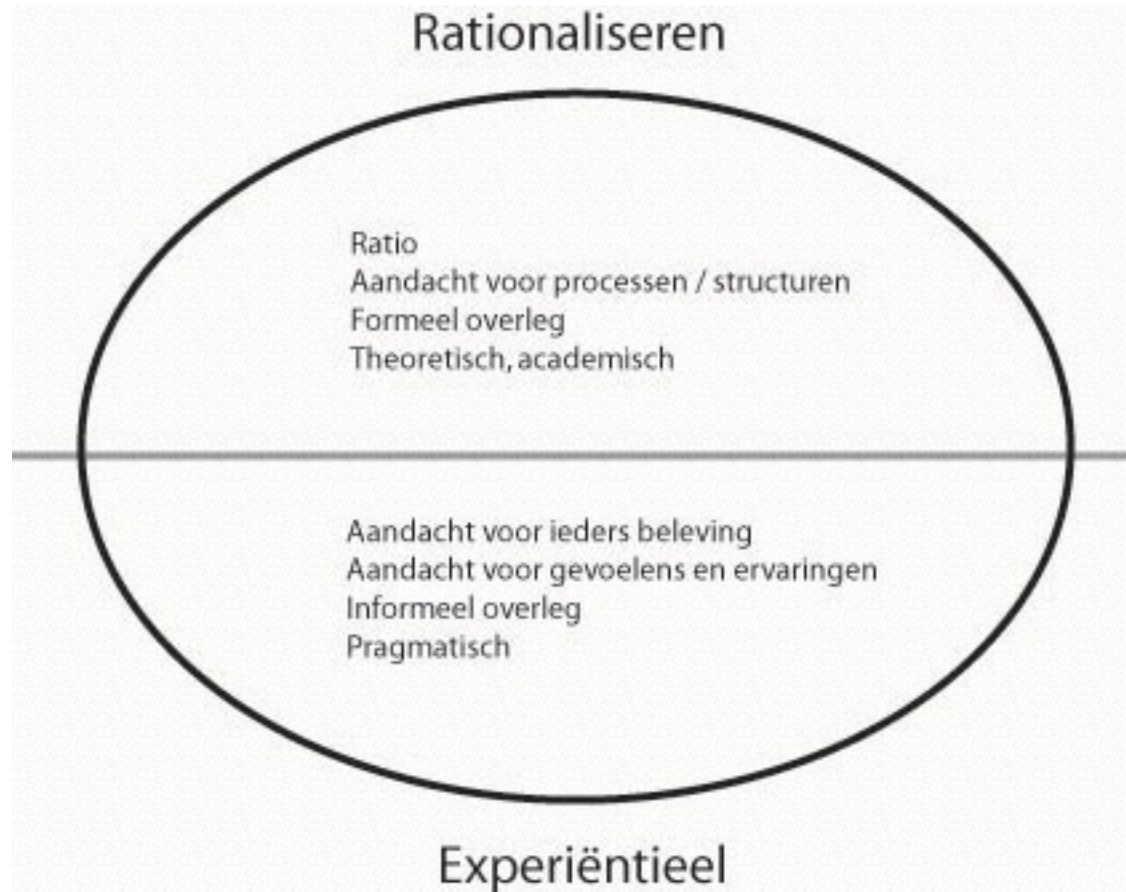 Rationaliseren
Ratio
Aandacht voor processen / structuren
Formeel overleg
Theoretisch, academisch
Aandacht voor ieders beleving
Aandacht voor gevoelens en ervaringen
Informeel overleg
Pragmatisch
Experiëntieel